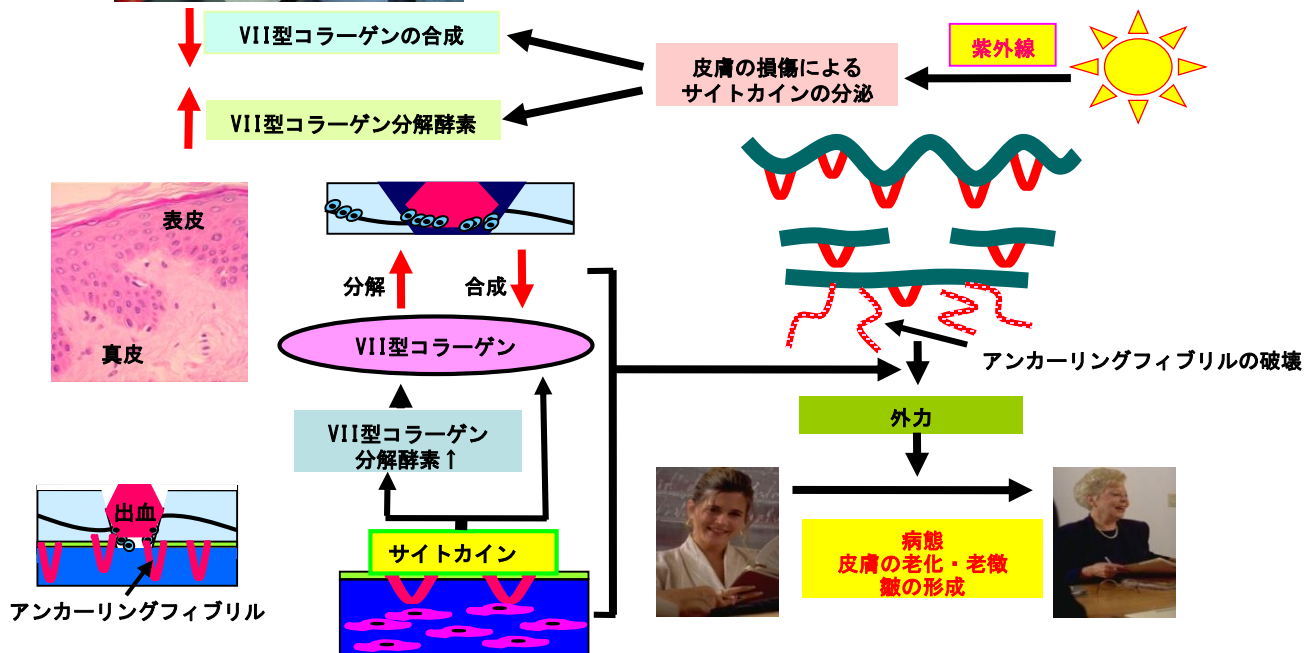 VII型コラーゲンの合成
紫外線
皮膚の損傷による
サイトカインの分泌
VII型コラーゲン分解酵素
表皮
真皮
分解
合成
VII型コラーゲン
アンカーリングフィブリルの破壊
外力
VII型コラーゲン
分解酵素↑
出血
サイトカイン
病態
皮膚の老化・老徴
皺の形成
アンカーリングフィブリル